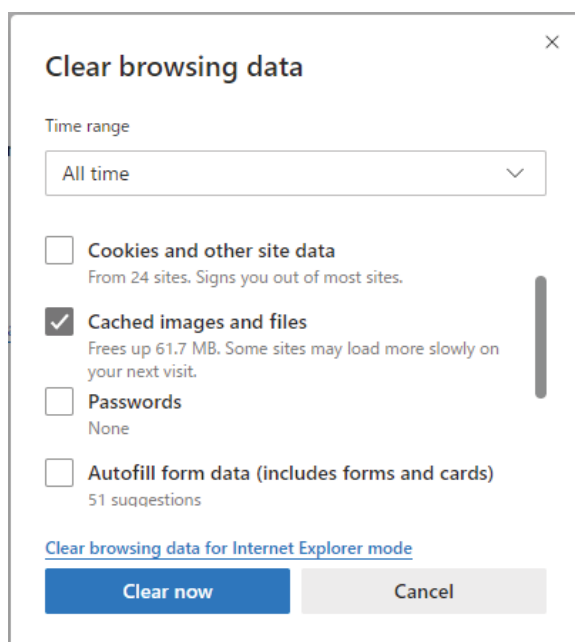 Clear browsing data
Time range
All time
Cookies and other site data
From 24 sites. Signs you out of most sites.
Cached images and files
Frees up 61.7 MB. Some sites may load more slowly on
your next visit.
Passwords
None
Autofill form data (includes forms and cards)
51 suggestions
Clear browsing data for Internet Explorer mode
Clear now
Cancel